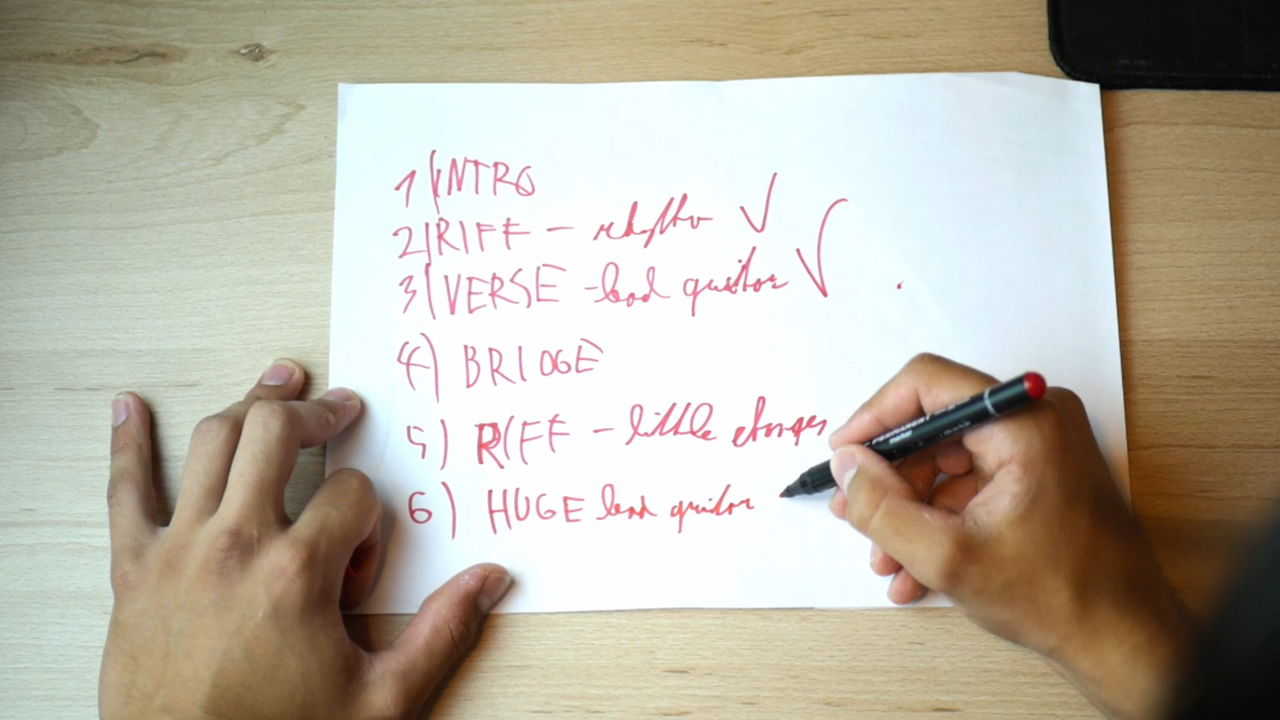 1) INTRO
2) RIFF - rhythm ✓
3) VERSE - lead guitar ✓
4) BRIDGE
5) RIFF - little changes
6) HUGE lead guitar
PERMANENT